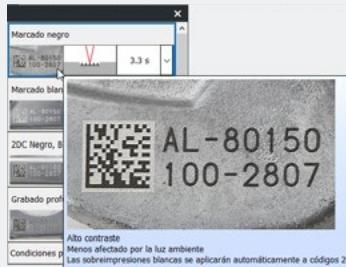 Marcado negro
AL-80150
100-2807
3.3 s
Marcado blan
2DC Negro, B
Grabado prof
Condiciones p
AL-80150
100-2807
Alto contraste
Menos afectado por la luz ambiente
Las sobreimpresiones blancas se aplicarán automáticamente a códigos 2